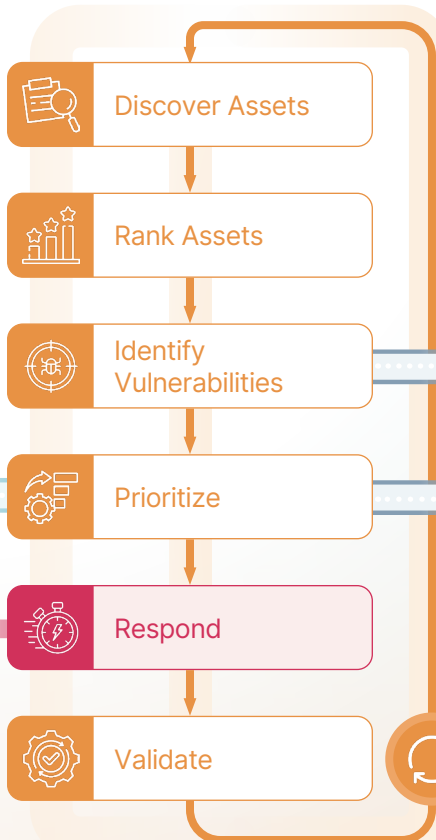 Discover Assets
Rank Assets
Identify
Vulnerabilities
Prioritize
Respond
Validate